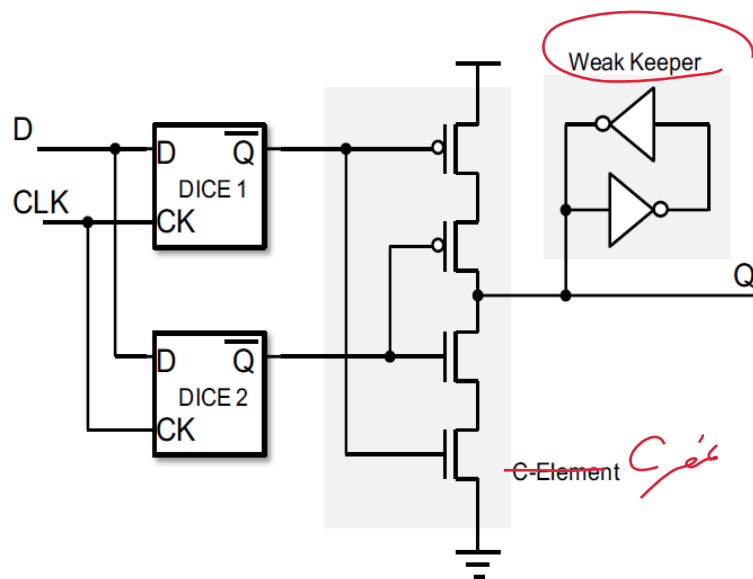 Weak Keeper
D
D Q
DICE 1
CLK
CK
Q
D Q
DICE 2
CK
C-Element